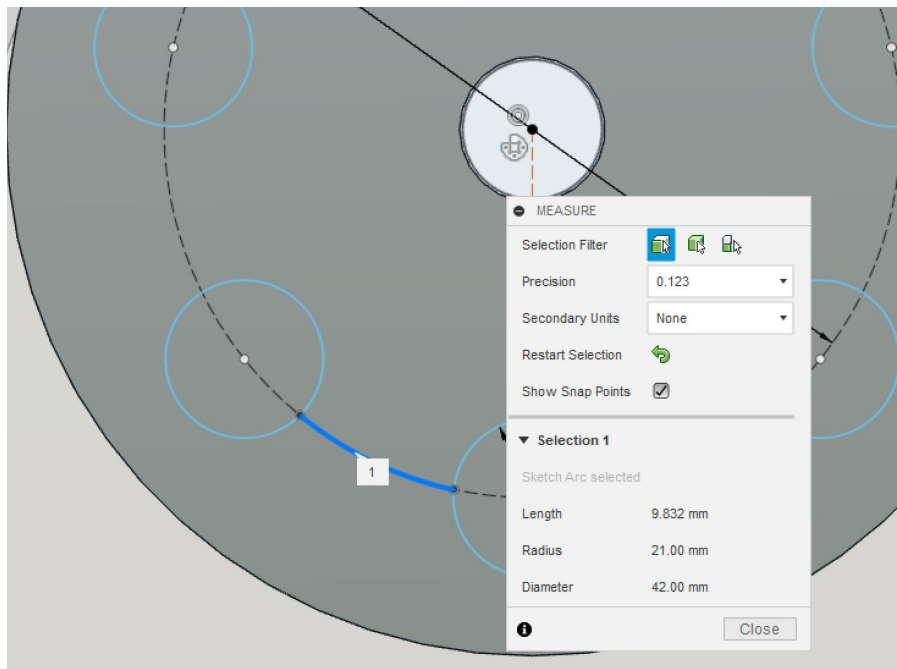 MEASURE
Selection Filter
Precision 0.123
Secondary Units None
Restart Selection
Show Snap Points
Selection 1
Sketch Arc selected
Length 9.832 mm
Radius 21.00 mm
Diameter 42.00 mm
Close
1